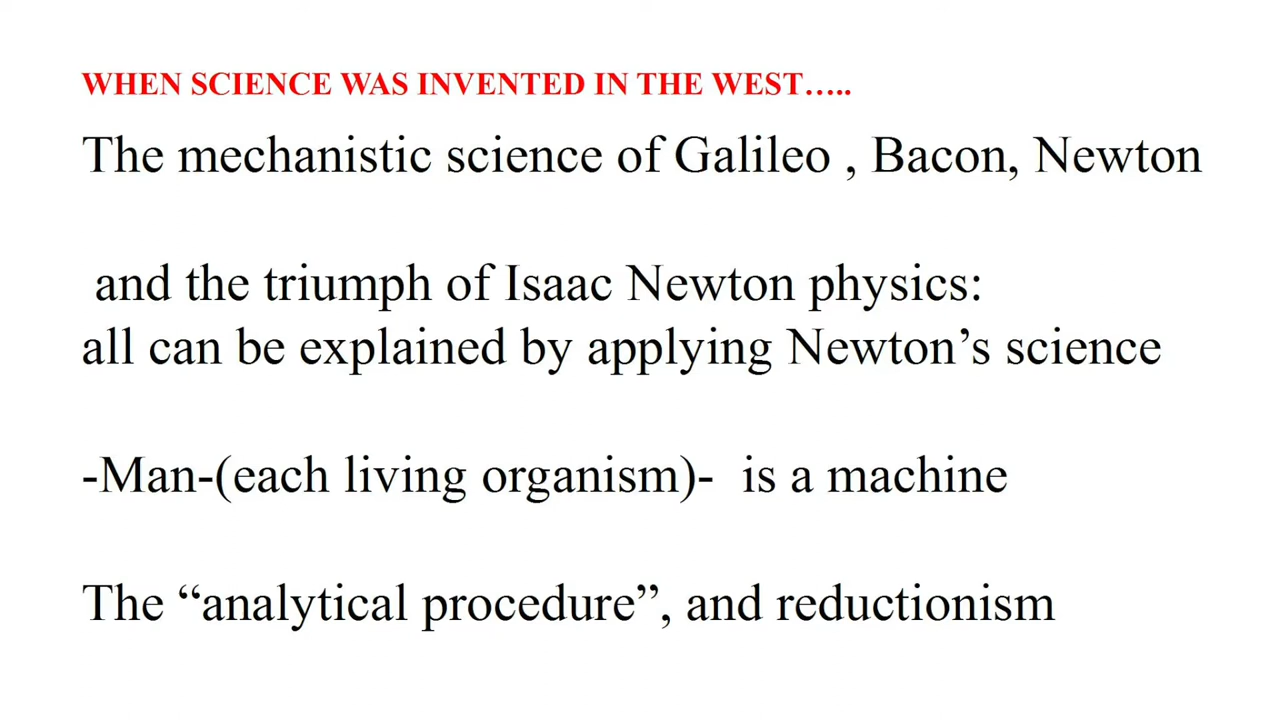 WHEN SCIENCE WAS INVENTED IN THE WEST…..
The mechanistic science of Galileo , Bacon, Newton
and the triumph of Isaac Newton physics:
all can be explained by applying Newton’s science
-Man-(each living organism)- is a machine
The “analytical procedure”, and reductionism